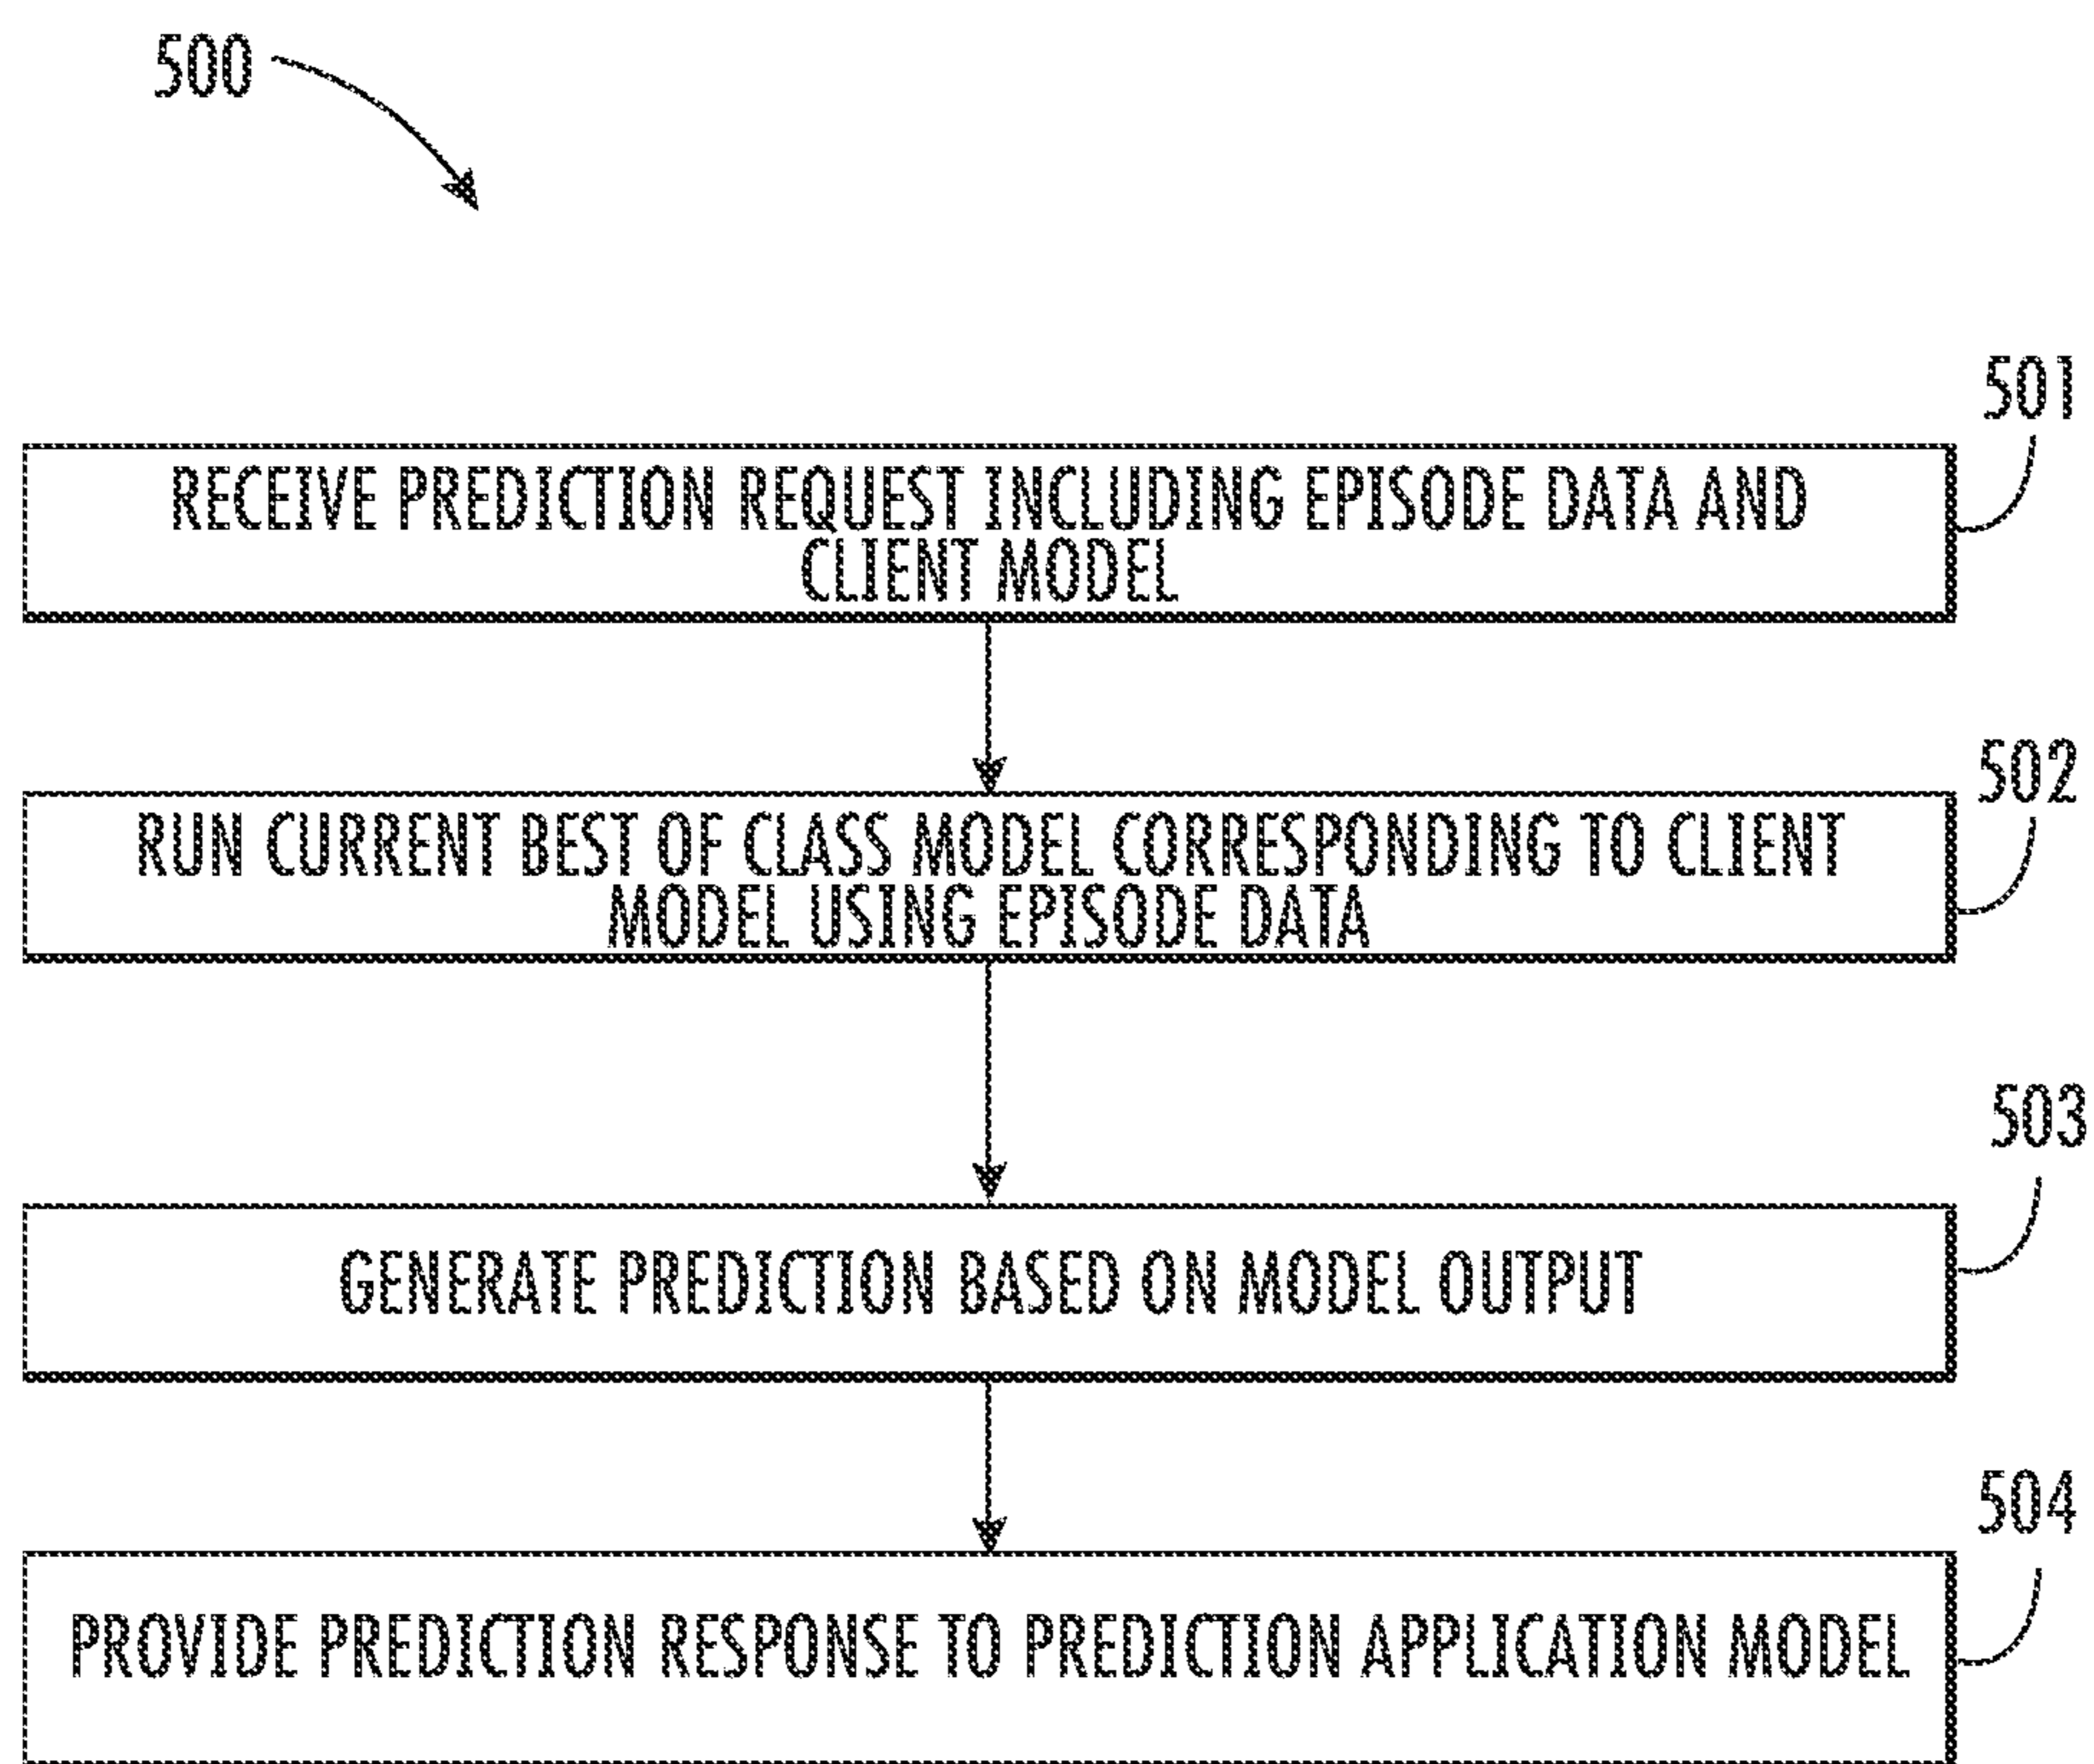 500
501
RECEIVE PREDICTION REQUEST INCLUDING EPISODE DATA AND
CLIENT MODEL
502
RUN CURRENT BEST OF CLASS MODEL CORRESPONDING TO CLIENT
MODEL USING EPISODE DATA
503
GENERATE PREDICTION BASED ON MODEL OUTPUT
504
PROVIDE PREDICTION RESPONSE TO PREDICTION APPLICATION MODEL